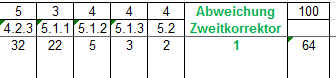 5 3 4 4 4 Abweichung 100
4.2.3 5.1.1 5.1.2 5.1.3 5.2 Zweitkorrektor
32 22 5 3 2 1 64